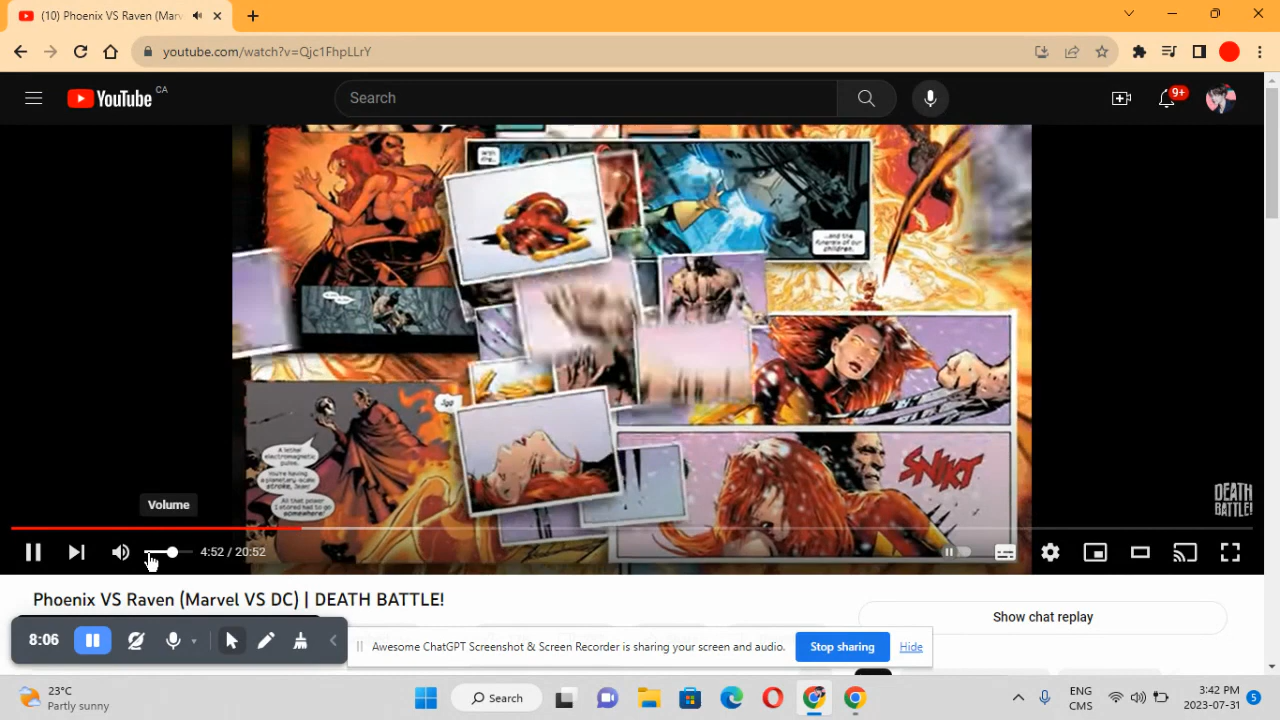 (10) Phoenix VS Raven (Marv
youtube.com/watch?v=Qjc1FhpLLrY
YouTube CA
Search
9+
...and the funerals of our children.
A lethal electromagnetic pulse.
You're having a planetary-scale stroke, Jean!
All that power I stored had to go somewhere!
SNIKT
DEATH BATTLE!
Volume
4:52 / 20:52
Phoenix VS Raven (Marvel VS DC) | DEATH BATTLE!
Show chat replay
8:06
Awesome ChatGPT Screenshot & Screen Recorder is sharing your screen and audio.
Stop sharing
Hide
23°C
Partly sunny
Search
ENG
CMS
3:42 PM
2023-07-31
5